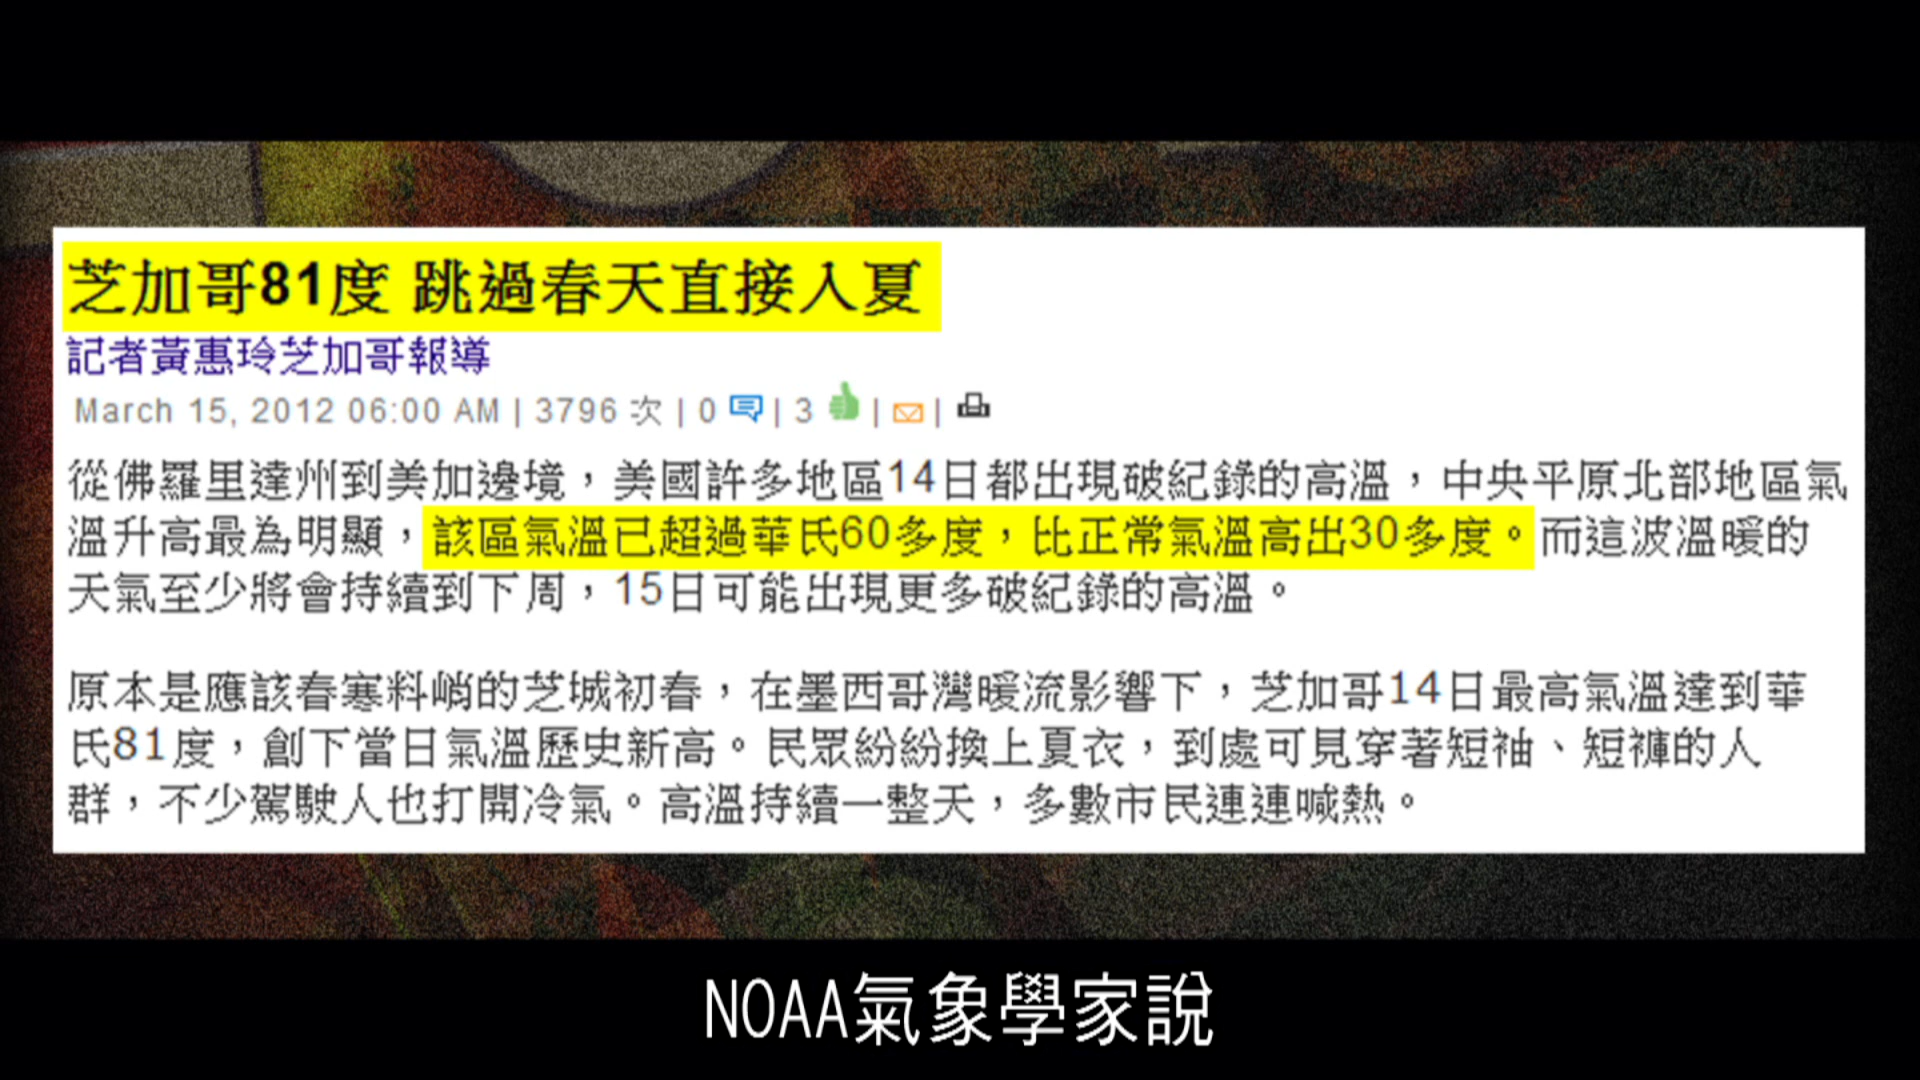 芝加哥81度 跳過春天直接入夏
記者黃惠玲芝加哥報導
March 15, 2012 06:00 AM | 3796 次 | 0 | 3 | |
從佛羅里達州到美加邊境，美國許多地區14日都出現破紀錄的高溫，中央平原北部地區氣
溫升高最為明顯，該區氣溫已超過華氏60多度，比正常氣溫高出30多度。而這波溫暖的
天氣至少將會持續到下周，15日可能出現更多破紀錄的高溫。
原本是應該春寒料峭的芝城初春，在墨西哥灣暖流影響下，芝加哥14日最高氣溫達到華
氏81度，創下當日氣溫歷史新高。民眾紛紛換上夏衣，到處可見穿著短袖、短褲的人
群，不少駕駛人也打開冷氣。高溫持續一整天，多數市民連連喊熱。
NOAA氣象學家說